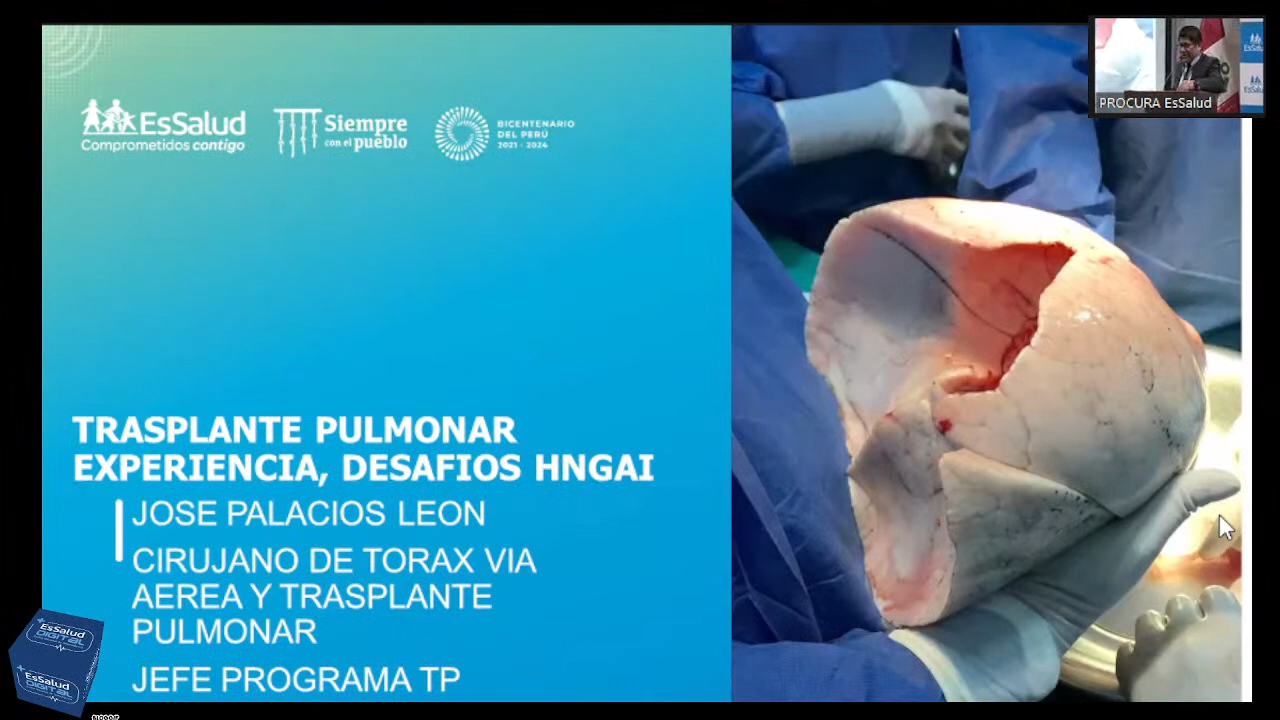 EsSalud
Comprometidos contigo
Siempre
con el pueblo
BICENTENARIO
DEL PERÚ
2021 - 2024
PROCURA EsSalud
TRASPLANTE PULMONAR
EXPERIENCIA, DESAFIOS HNGAI
JOSE PALACIOS LEON
CIRUJANO DE TORAX VIA
AEREA Y TRASPLANTE
PULMONAR
JEFE PROGRAMA TP
EsSalud
DIGITAL
EsSalud
DIGITAL